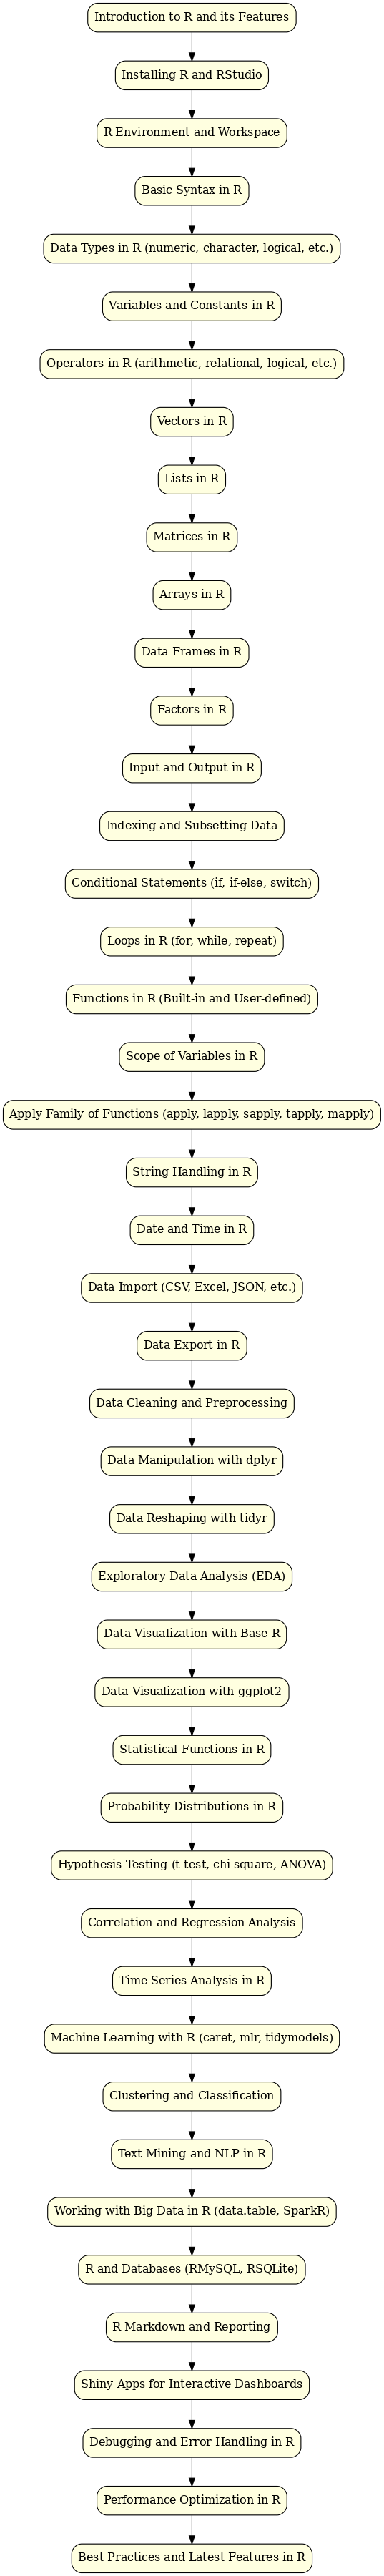 Introduction to R and its Features
Installing R and RStudio
R Environment and Workspace
Basic Syntax in R
Data Types in R (numeric, character, logical, etc.)
Variables and Constants in R
Operators in R (arithmetic, relational, logical, etc.)
Vectors in R
Lists in R
Matrices in R
Arrays in R
Data Frames in R
Factors in R
Input and Output in R
Indexing and Subsetting Data
Conditional Statements (if, if-else, switch)
Loops in R (for, while, repeat)
Functions in R (Built-in and User-defined)
Scope of Variables in R
Apply Family of Functions (apply, lapply, sapply, tapply, mapply)
String Handling in R
Date and Time in R
Data Import (CSV, Excel, JSON, etc.)
Data Export in R
Data Cleaning and Preprocessing
Data Manipulation with dplyr
Data Reshaping with tidyr
Exploratory Data Analysis (EDA)
Data Visualization with Base R
Data Visualization with ggplot2
Statistical Functions in R
Probability Distributions in R
Hypothesis Testing (t-test, chi-square, ANOVA)
Correlation and Regression Analysis
Time Series Analysis in R
Machine Learning with R (caret, mlr, tidymodels)
Clustering and Classification
Text Mining and NLP in R
Working with Big Data in R (data.table, SparkR)
R and Databases (RMySQL, RSQLite)
R Markdown and Reporting
Shiny Apps for Interactive Dashboards
Debugging and Error Handling in R
Performance Optimization in R
Best Practices and Latest Features in R